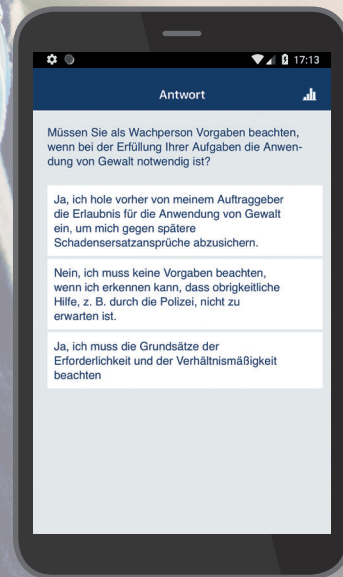 17:13
Antwort
Müssen Sie als Wachperson Vorgaben beachten,
wenn bei der Erfüllung Ihrer Aufgaben die Anwen-
dung von Gewalt notwendig ist?
Ja, ich hole vorher von meinem Auftraggeber
die Erlaubnis für die Anwendung von Gewalt
ein, um mich gegen spätere
Schadensersatzansprüche abzusichern.
Nein, ich muss keine Vorgaben beachten,
wenn ich erkennen kann, dass obrigkeitliche
Hilfe, z. B. durch die Polizei, nicht zu
erwarten ist.
Ja, ich muss die Grundsätze der
Erforderlichkeit und der Verhältnismäßigkeit
beachten